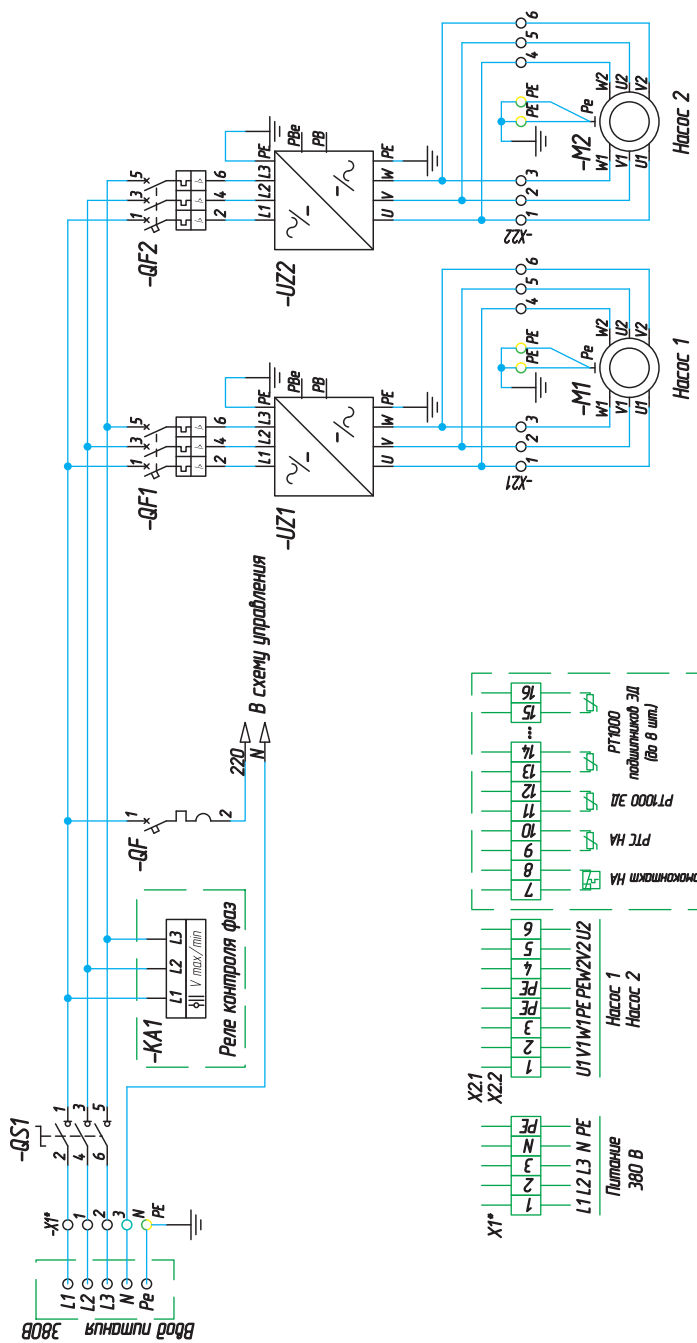 Ввод питания 380В
L1
L2
L3
N
Pe
-X1*
1
2
3
N
PE
-QS1
2 1
4 3
6 5
-KA1
L1 L2 L3
V max/min
Реле контроля фаз
-QF
1
2
220
N
В схему управления
-QF1
1 3 5
2 4 6
L1 L2 L3 PE
-UZ1
PBe
PB
U V W PE
-X21
1 2 3 PE PE 4 5 6
-M1
Pe
W1 V1 U1
W2 U2 V2
Насос 1
-QF2
1 3 5
2 4 6
L1 L2 L3 PE
-UZ2
PBe
PB
U V W PE
-X22
1 2 3 PE PE 4 5 6
-M2
Pe
W1 V1 U1
W2 U2 V2
Насос 2
X1*
1 2 3 N PE
L1 L2 L3 N PE
Питание
380 В
X2.1
X2.2
1 2 3 PE PE 4 5 6
U1 V1 W1 PE PE W2 V2 U2
Насос 1
Насос 2
7 8 9 10 11 12 13 14 ... 15 16
мокontakt НА
РТС НА
РТ1000 ЭД
РТ1000
подшипников ЭД
(до 8 шт.)